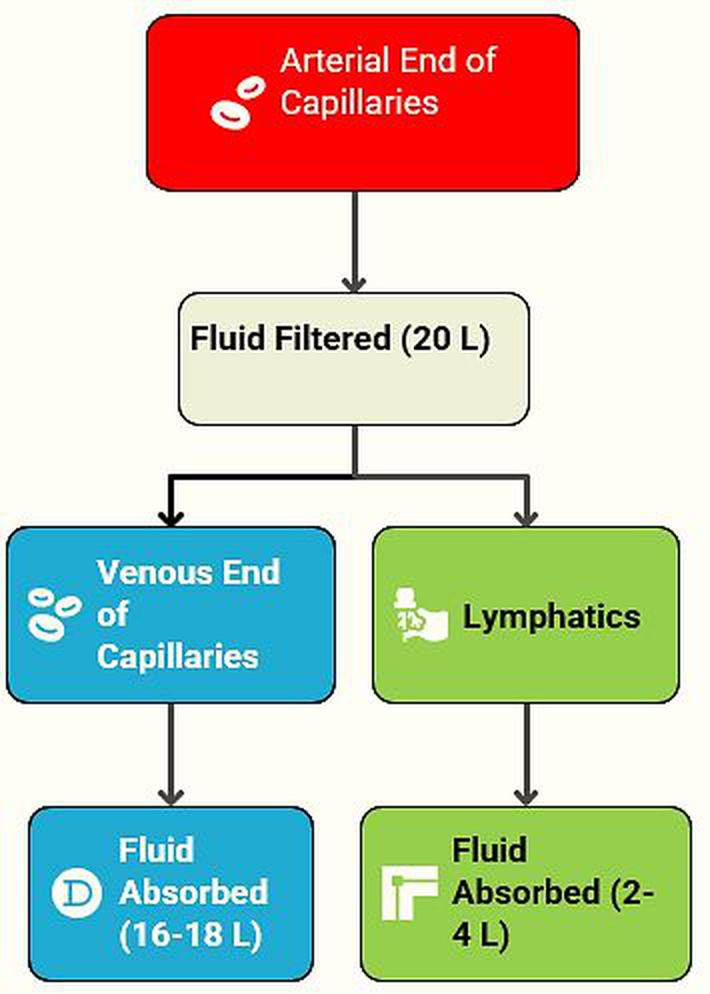 Arterial End of
Capillaries
Fluid Filtered (20 L)
Venous End
of
Capillaries
Lymphatics
D
Fluid
Absorbed
(16-18 L)
Fluid
Absorbed (2-
4 L)